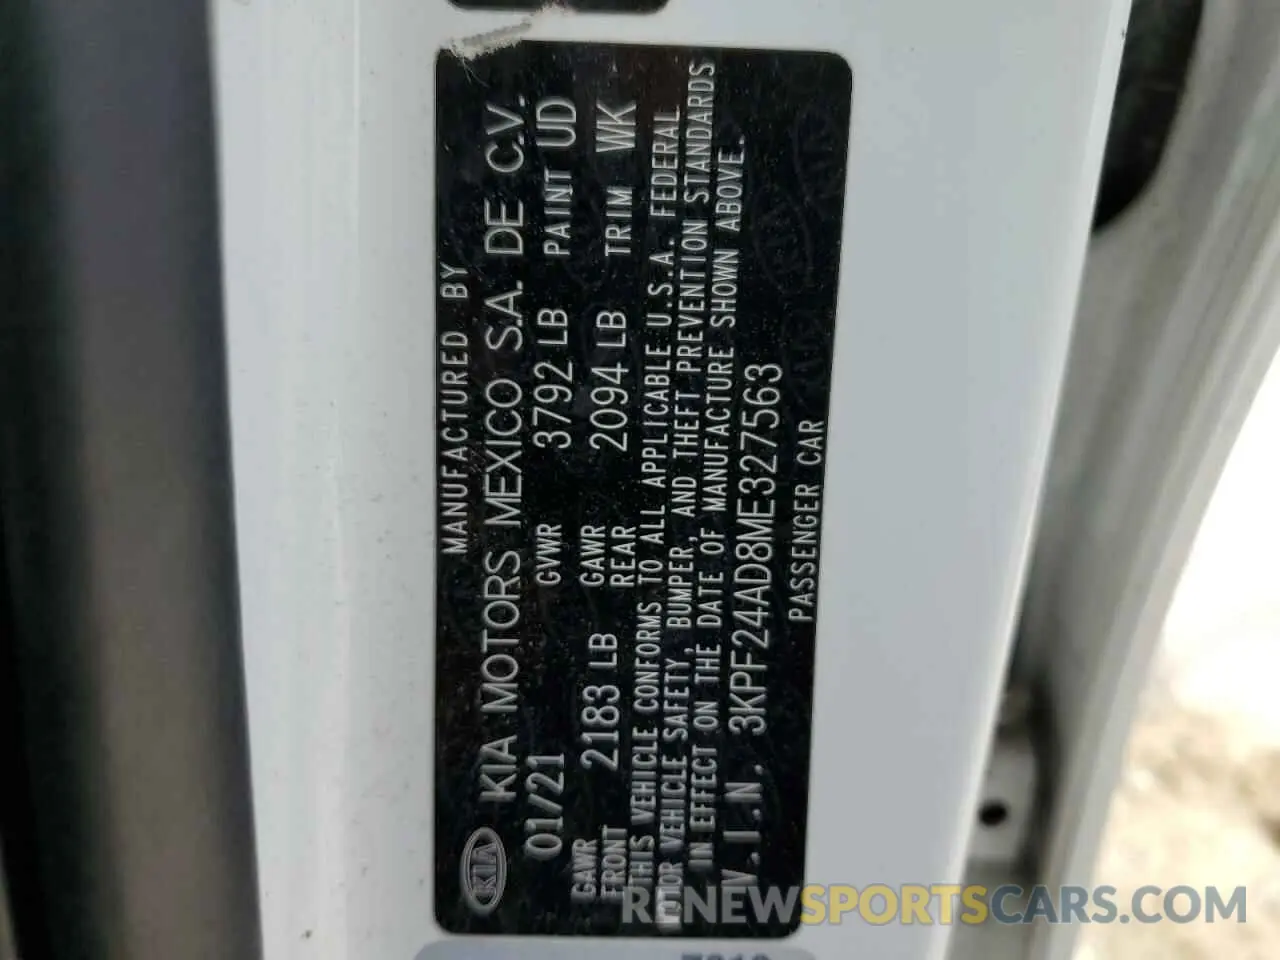 MANUFACTURED BY
KIA KIA MOTORS MEXICO S.A. DE C.V.
01/21 GVWR 3792 LB PAINT UD
GAWR FRONT 2183 LB GAWR REAR 2094 LB TRIM WK
THIS VEHICLE CONFORMS TO ALL APPLICABLE U.S.A. FEDERAL
MOTOR VEHICLE SAFETY, BUMPER, AND THEFT PREVENTION STANDARDS
IN EFFECT ON THE DATE OF MANUFACTURE SHOWN ABOVE.
V.I.N. 3KPF24AD8ME327563
PASSENGER CAR
RENEWSPORTSCARS.COM